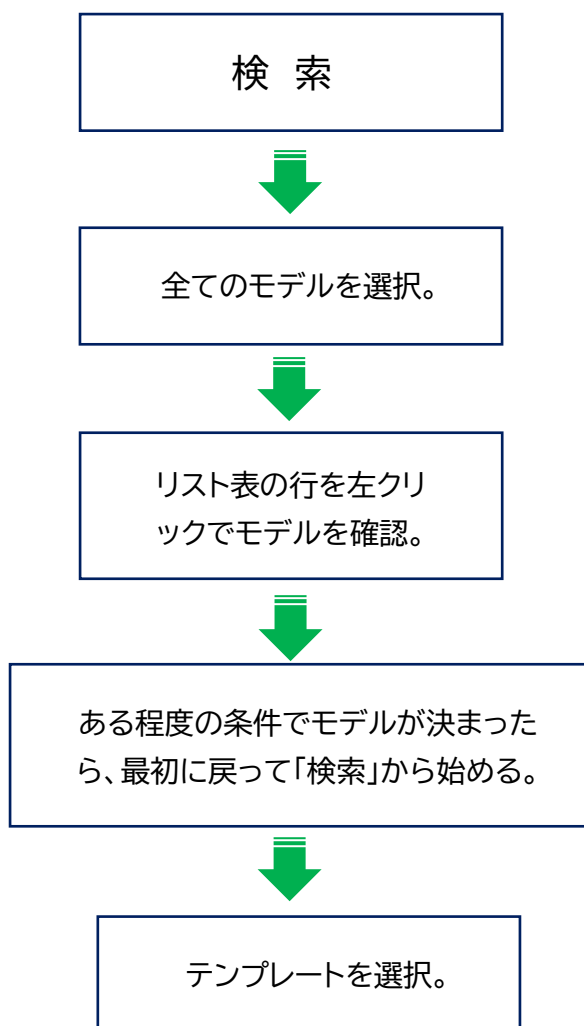 検 索
全てのモデルを選択。
リスト表の行を左クリ
ックでモデルを確認。
ある程度の条件でモデルが決まった
ら、最初に戻って「検索」から始める。
テンプレートを選択。